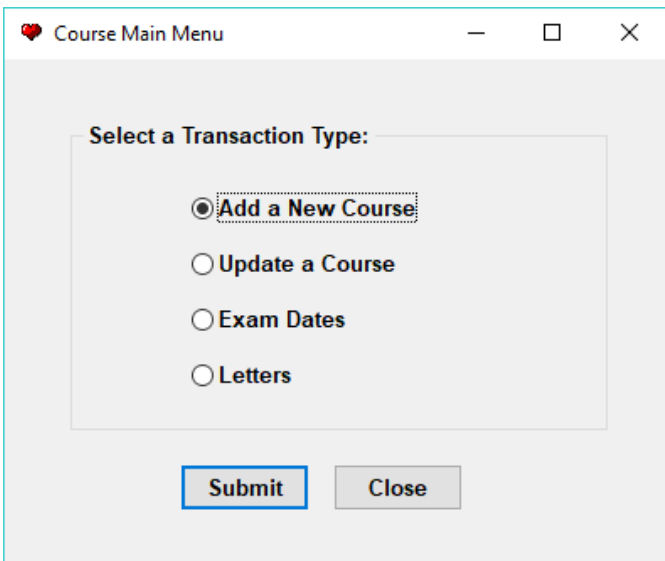 Course Main Menu
Select a Transaction Type:
Add a New Course
Update a Course
Exam Dates
Letters
Submit Close